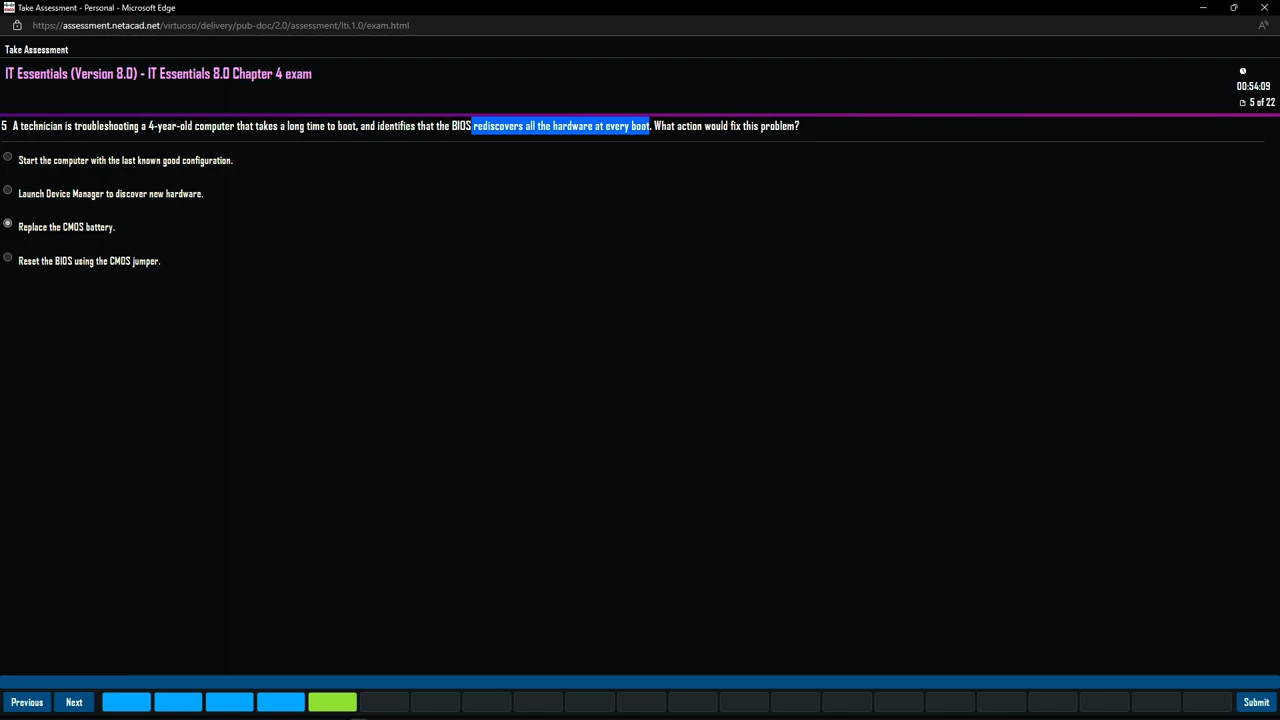 Take Assessment - Personal - Microsoft Edge
https://assessment.netacad.net/virtuoso/delivery/pub-doc/2.0/assessment/lti.1.0/exam.html
Take Assessment
IT Essentials (Version 8.0) - IT Essentials 8.0 Chapter 4 exam
00:54:09
5 of 22
5 A technician is troubleshooting a 4-year-old computer that takes a long time to boot, and identifies that the BIOS rediscovers all the hardware at every boot. What action would fix this problem?
Start the computer with the last known good configuration.
Launch Device Manager to discover new hardware.
Replace the CMOS battery.
Reset the BIOS using the CMOS jumper.
Previous Next Submit